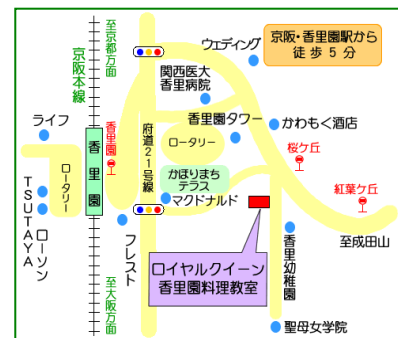 至京都方面
京阪本線
ウェディング
京阪・香里園駅から
徒歩5分
関西医大
香里病院
ライフ
香里園
府道21号線
香里園タワー
ロータリー
かわもく酒店
桜ケ丘
ロータリー
香里園
かほりまち
テラス
マクドナルド
紅葉ケ丘
TSUTAYA
ローソン
フレスト
至成田山
香里幼稚園
ロイヤルクイーン
香里園料理教室
至大阪方面
聖母女学院